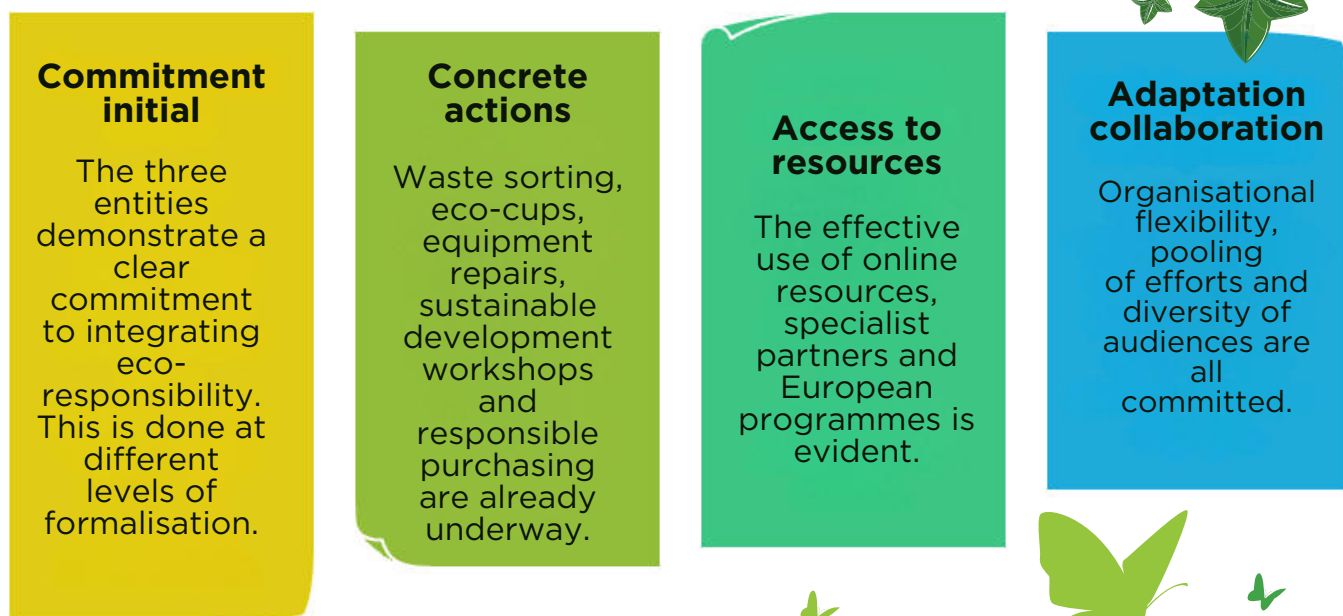 Commitment
initial
The three
entities
demonstrate a
clear
commitment
to integrating
eco-
responsibility.
This is done at
different
levels of
formalisation.
Concrete
actions
Waste sorting,
eco-cups,
equipment
repairs,
sustainable
development
workshops
and
responsible
purchasing
are already
underway.
Access to
resources
The effective
use of online
resources,
specialist
partners and
European
programmes is
evident.
Adaptation
collaboration
Organisational
flexibility,
pooling
of efforts and
diversity of
audiences are
all
committed.